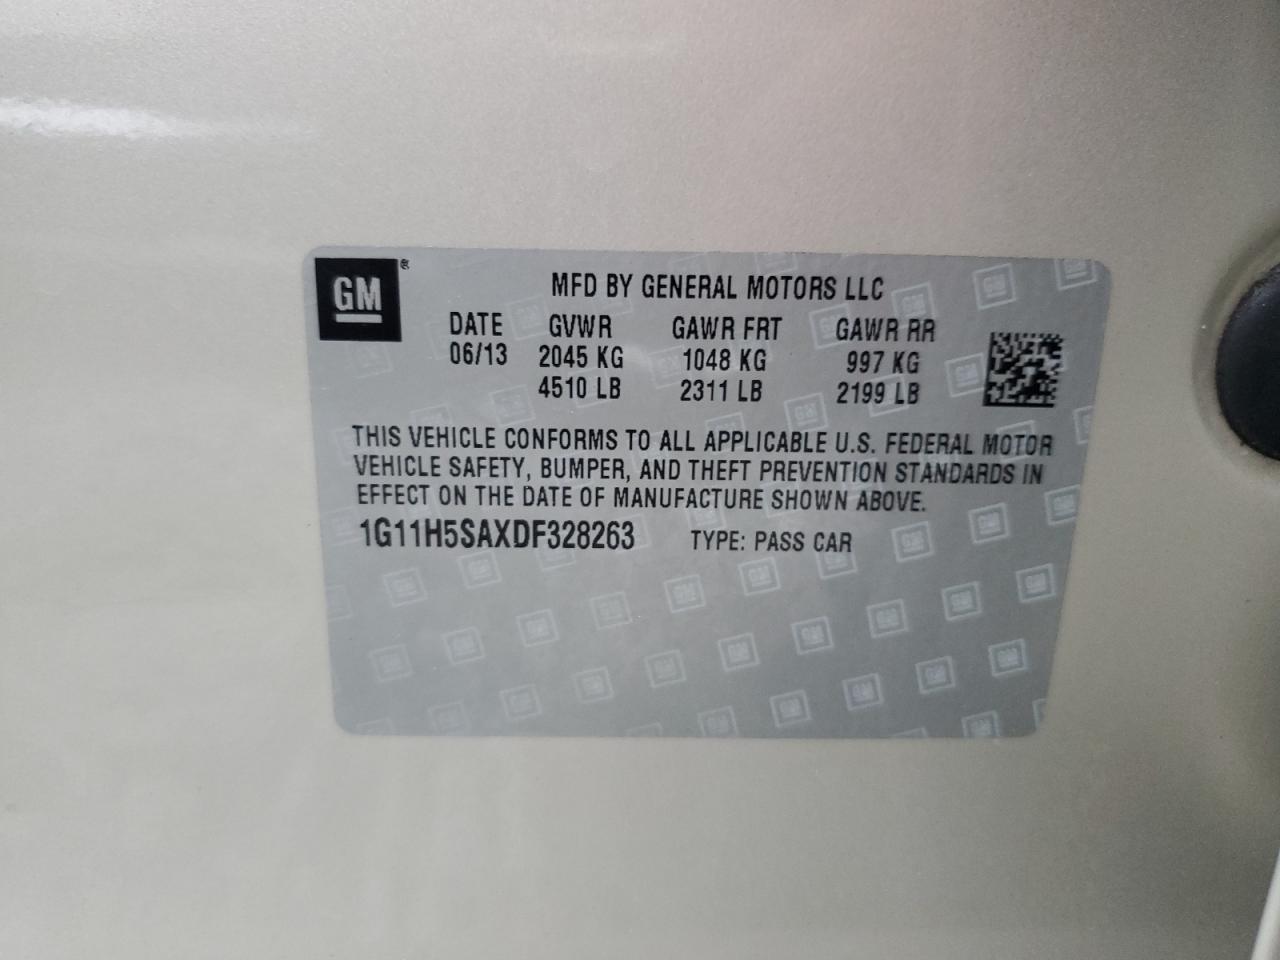 GM®
MFD BY GENERAL MOTORS LLC
DATE GVWR GAWR FRT GAWR RR
06/13 2045 KG 1048 KG 997 KG
4510 LB 2311 LB 2199 LB
THIS VEHICLE CONFORMS TO ALL APPLICABLE U.S. FEDERAL MOTOR
VEHICLE SAFETY, BUMPER, AND THEFT PREVENTION STANDARDS IN
EFFECT ON THE DATE OF MANUFACTURE SHOWN ABOVE.
1G11H5SAXDF328263 TYPE: PASS CAR